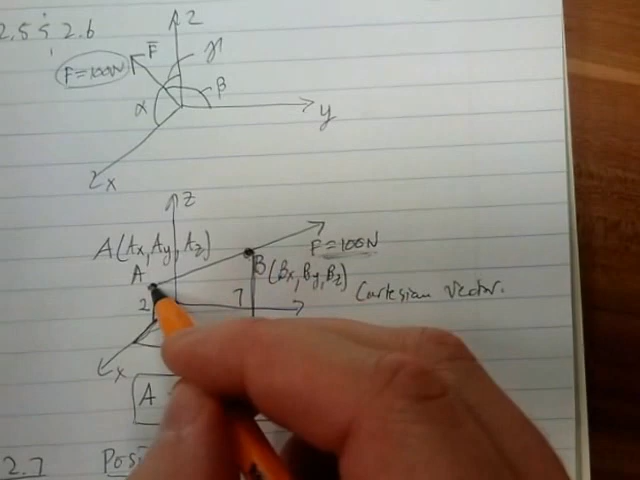 2.5 & 2.6
Z
γ
F̄
F=100N
β
α
y
x
z
A(Ax,Ay,Az)
F=100N
A
B(Bx,By,Bz)
Cartesian Vector.
2
7
x
A
2.7 Posi